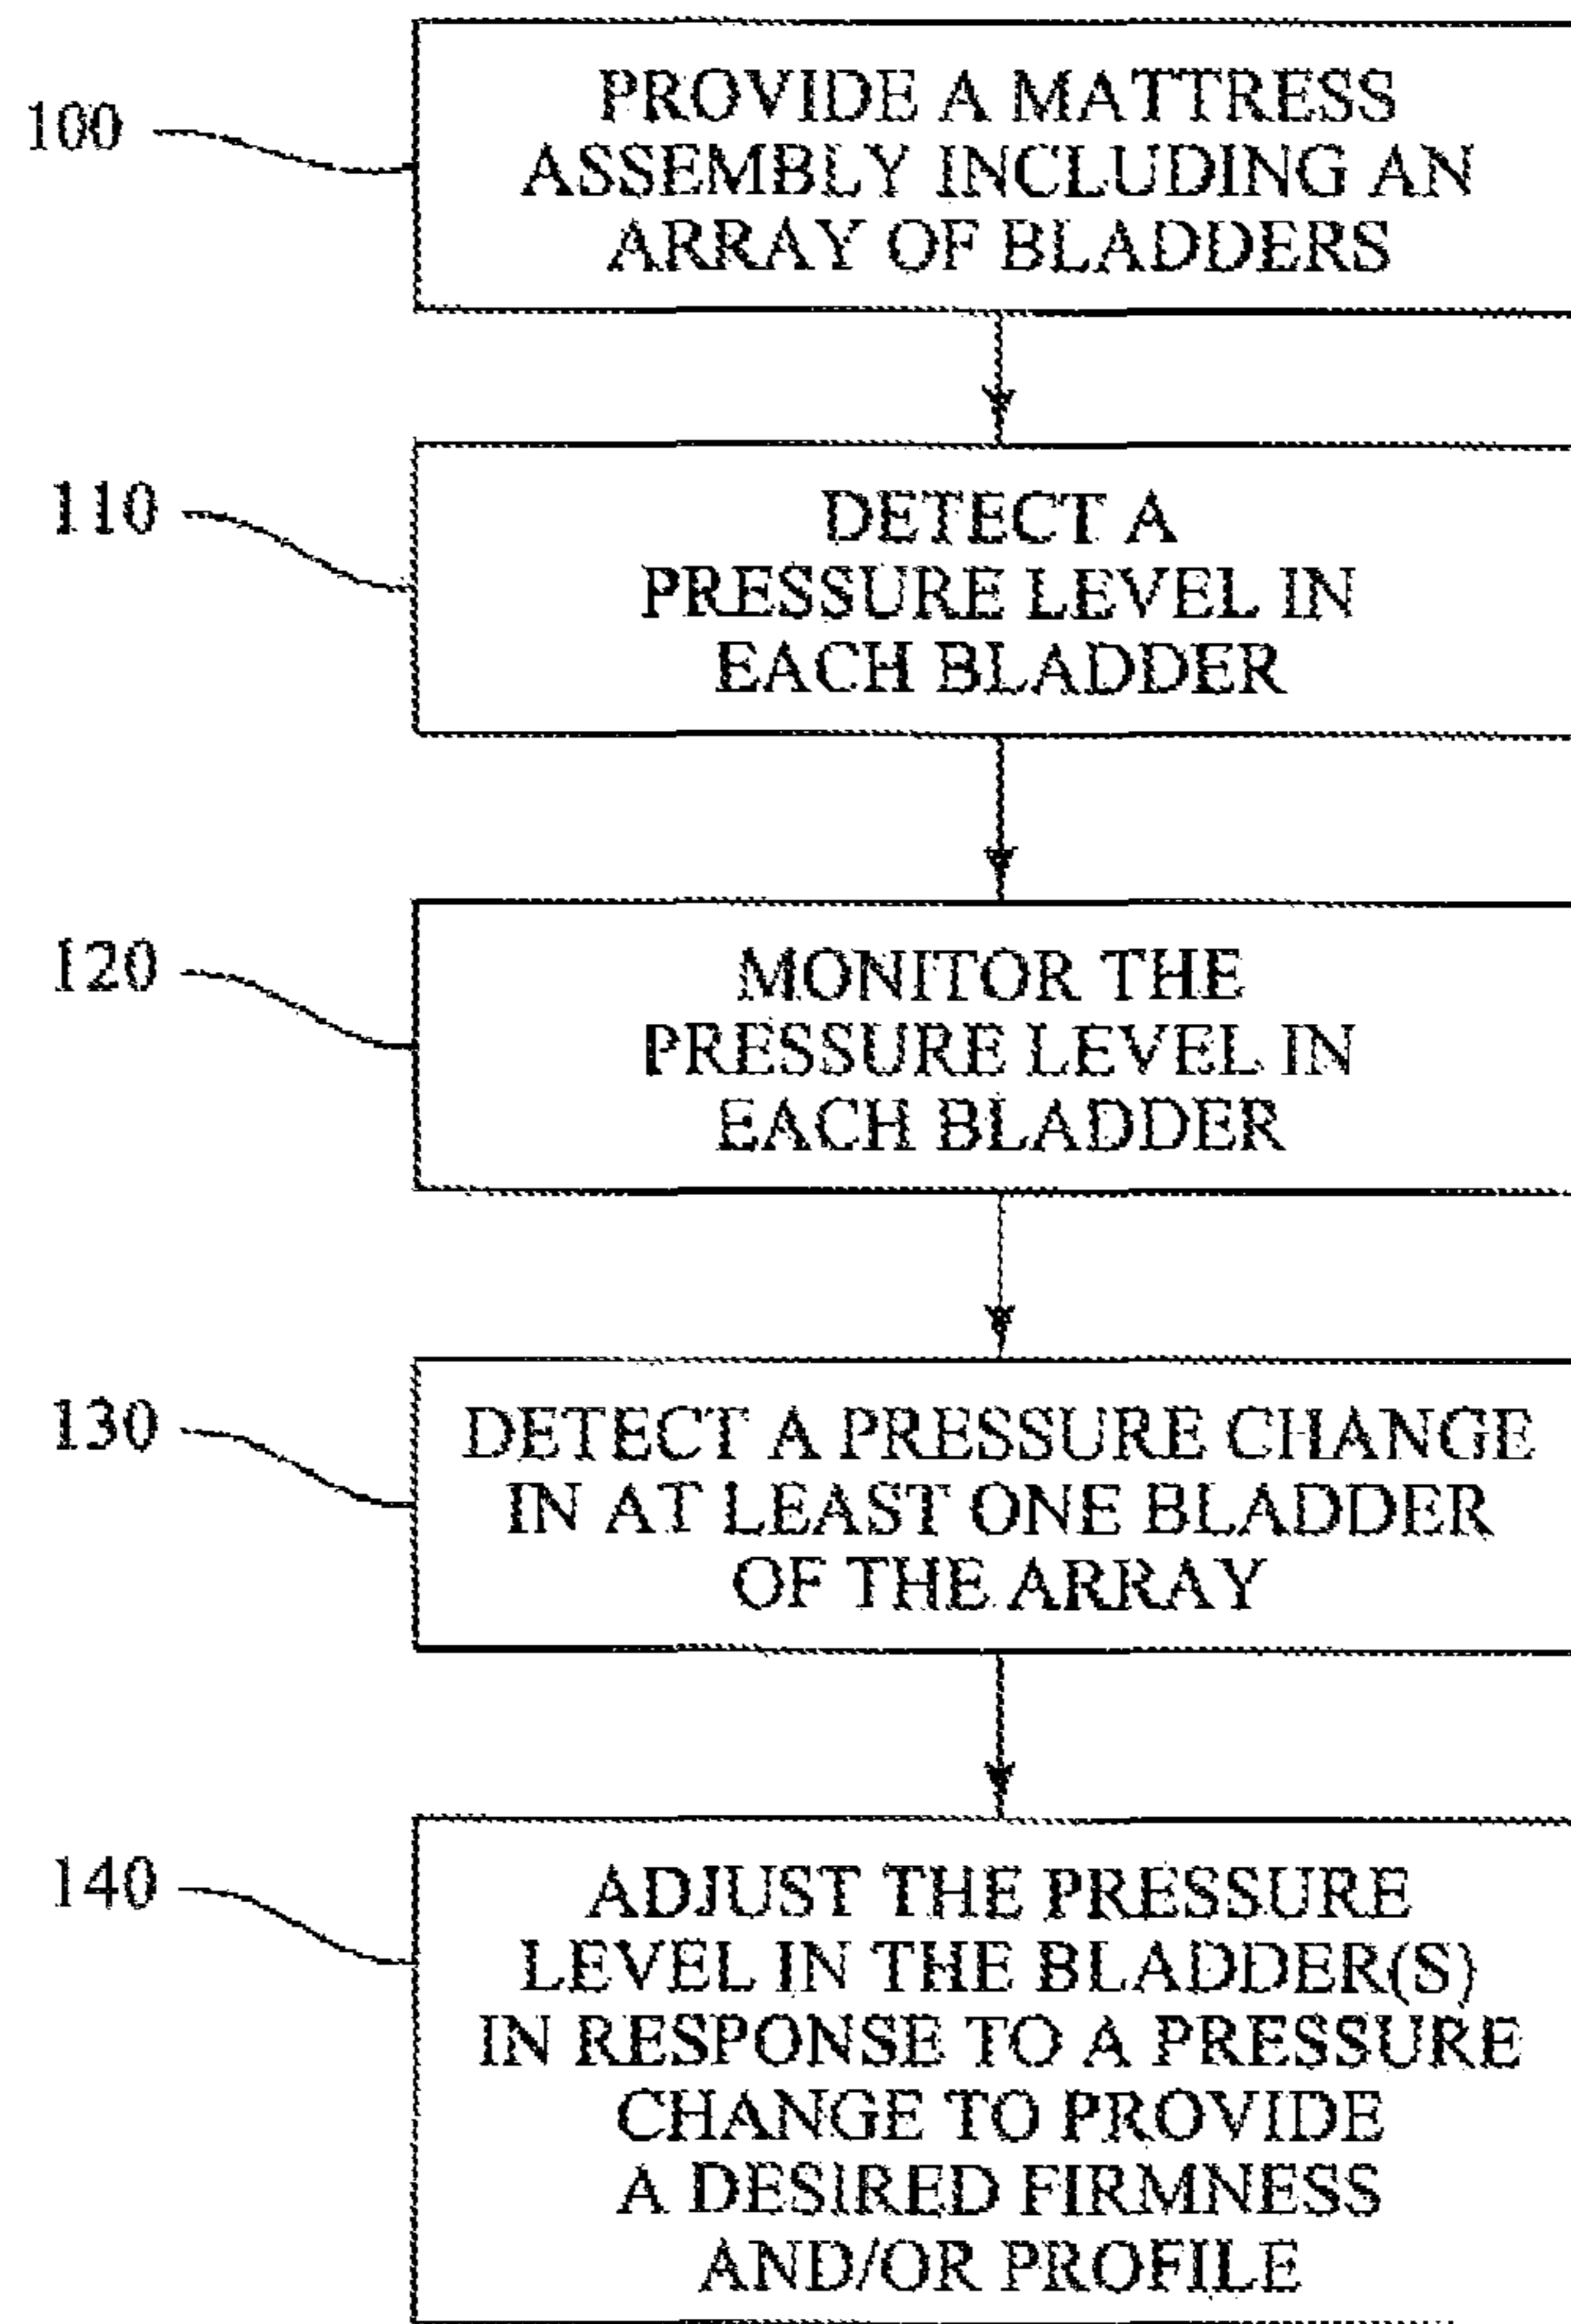 100
PROVIDE A MATTRESS
ASSEMBLY INCLUDING AN
ARRAY OF BLADDERS
110
DETECT A
PRESSURE LEVEL IN
EACH BLADDER
120
MONITOR THE
PRESSURE LEVEL IN
EACH BLADDER
130
DETECT A PRESSURE CHANGE
IN AT LEAST ONE BLADDER
OF THE ARRAY
140
ADJUST THE PRESSURE
LEVEL IN THE BLADDER(S)
IN RESPONSE TO A PRESSURE
CHANGE TO PROVIDE
A DESIRED FIRMNESS
AND/OR PROFILE